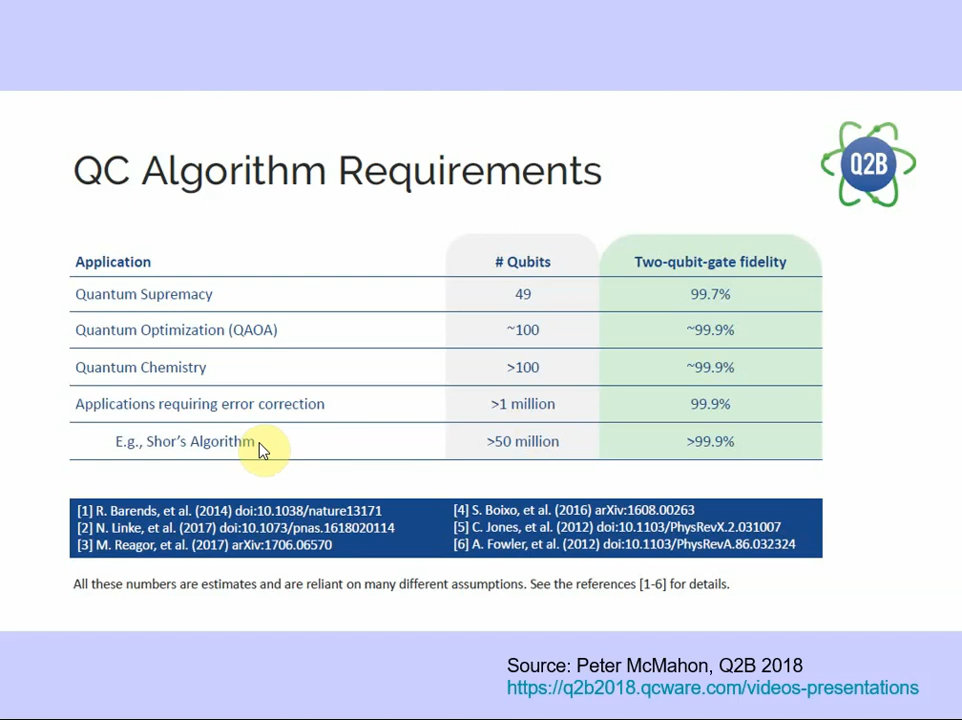 QC Algorithm Requirements
Q2B
Application # Qubits Two-qubit-gate fidelity
Quantum Supremacy 49 99.7%
Quantum Optimization (QAOA) ~100 ~99.9%
Quantum Chemistry >100 ~99.9%
Applications requiring error correction >1 million 99.9%
E.g., Shor's Algorithm >50 million >99.9%
[1] R. Barends, et al. (2014) doi:10.1038/nature13171
[2] N. Linke, et al. (2017) doi:10.1073/pnas.1618020114
[3] M. Reagor, et al. (2017) arXiv:1706.06570
[4] S. Boixo, et al. (2016) arXiv:1608.00263
[5] C. Jones, et al. (2012) doi:10.1103/PhysRevX.2.031007
[6] A. Fowler, et al. (2012) doi:10.1103/PhysRevA.86.032324
All these numbers are estimates and are reliant on many different assumptions. See the references [1-6] for details.
Source: Peter McMahon, Q2B 2018
https://q2b2018.qcware.com/videos-presentations